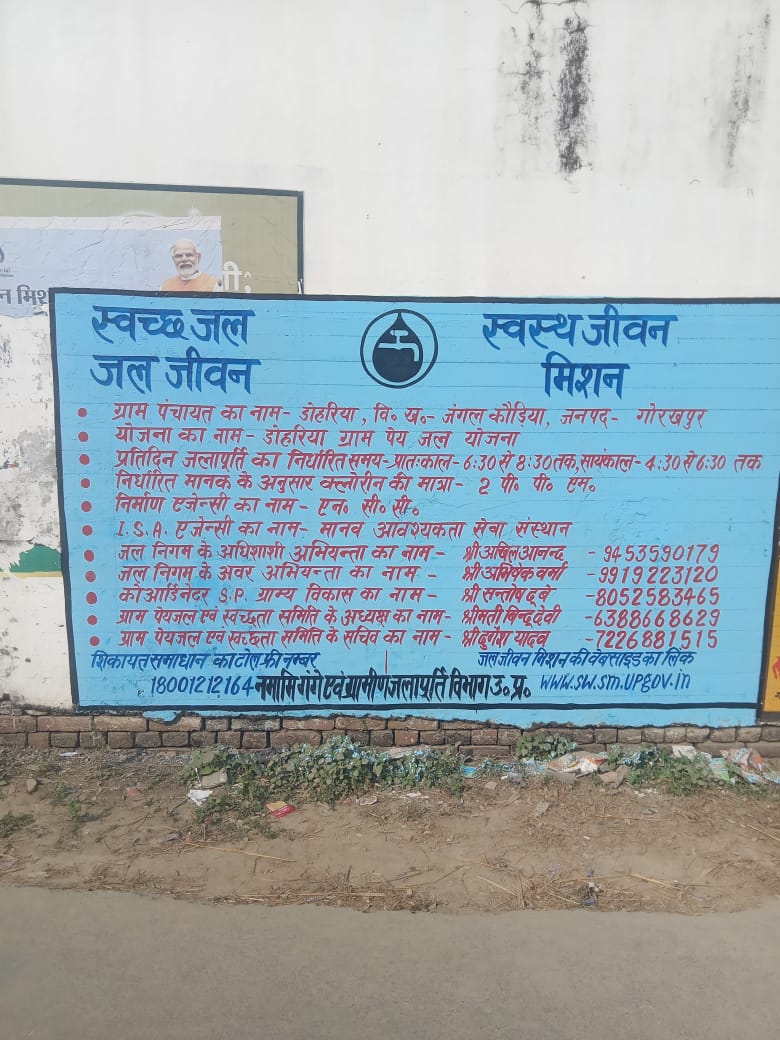 न मिश
स्वच्छ जल स्वस्थ जीवन
जल जीवन मिशन
ग्राम पंचायत का नाम- डोहरिया, वि० ख०- जंगल कौड़िया, जनपद- गोरखपुर
योजना का नाम- डोहरिया ग्राम पेय जल योजना
प्रतिदिन जलापूर्ति का निर्धारित समय-प्रातःकाल-6:30 से 8:30 तक, सायंकाल-4:30 से 6:30 तक
निर्धारित मानक के अनुसार क्लोरीन की मात्रा- 2 पी० पी० एम०
निर्माण एजेन्सी का नाम- एन० सी० सी०
I.S.A. एजेन्सी का नाम- मानव आवश्यकता सेवा संस्थान
जल निगम के अधिशाशी अभियन्ता का नाम- श्री अखिल आनन्द -9453590179
जल निगम के अवर अभियन्ता का नाम- श्री अभिषेक वर्मा -9919223120
कोआर्डिनेटर S.P. ग्राम्य विकास का नाम- श्री सन्तोष दुबे -8052583465
ग्राम पेयजल एवं स्वच्छता समिति के अध्यक्ष का नाम- श्रीमती बिन्दू देवी -6388668629
ग्राम पेयजल एवं स्वच्छता समिति के सचिव का नाम- श्री दुर्गेश यादव -7226881515
शिकायत समाधान का टोल फ्री नम्बर जल जीवन मिशन की वेबसाइड का लिंक
18001212164 नमामि गंगे एवं ग्रामीण जलापूर्ति विभाग उ० प्र० www.sw.sm.upgov.in